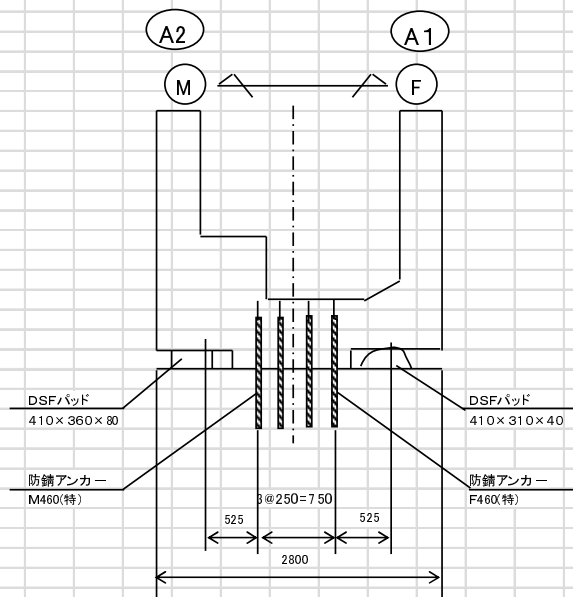 A2
A1
M
F
DSFパッド
410×360×80
DSFパッド
410×310×40
防錆アンカー
M460(特)
防錆アンカー
F460(特)
3@250=750
525
525
2800